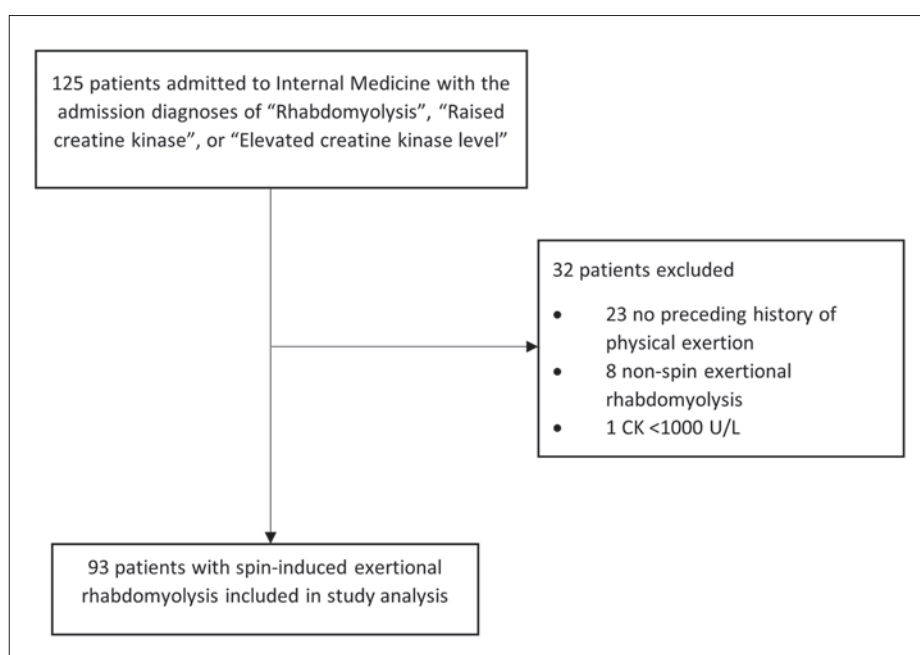 125 patients admitted to Internal Medicine with the
admission diagnoses of “Rhabdomyolysis”, “Raised
creatine kinase”, or “Elevated creatine kinase level”
32 patients excluded
• 23 no preceding history of
physical exertion
• 8 non-spin exertional
rhabdomyolysis
• 1 CK <1000 U/L
93 patients with spin-induced exertional
rhabdomyolysis included in study analysis